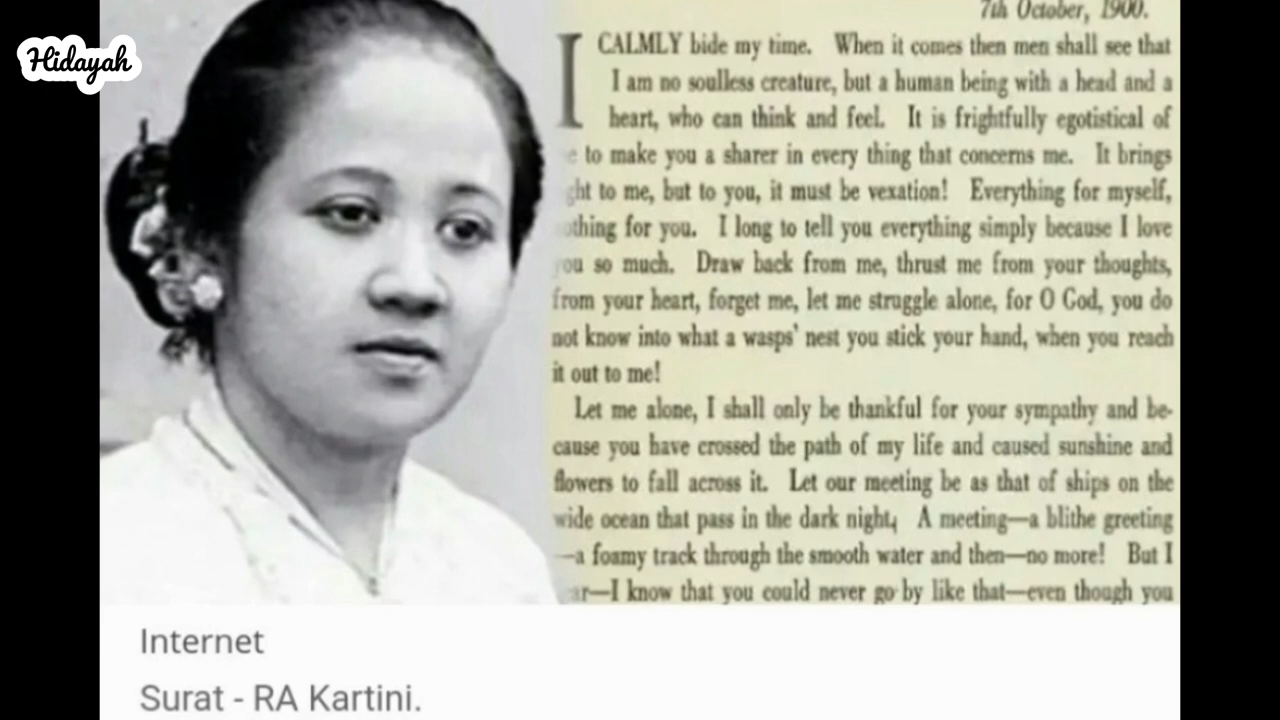 Hidayah
7th October, 1900.
I CALMLY bide my time. When it comes then men shall see that
I am no soulless creature, but a human being with a head and a
heart, who can think and feel. It is frightfully egotistical of
to make you a sharer in every thing that concerns me. It brings
to me, but to you, it must be vexation! Everything for myself,
for you. I long to tell you everything simply because I love
you so much. Draw back from me, thrust me from your thoughts,
from your heart, forget me, let me struggle alone, for O God, you do
not know into what a wasps' nest you stick your hand, when you reach
it out to me!
Let me alone, I shall only be thankful for your sympathy and be-
cause you have crossed the path of my life and caused sunshine and
flowers to fall across it. Let our meeting be as that of ships on the
wide ocean that pass in the dark night, A meeting—a blithe greeting
—a foamy track through the smooth water and then—no more! But I
—I know that you could never go by like that—even though you
Internet
Surat - RA Kartini.